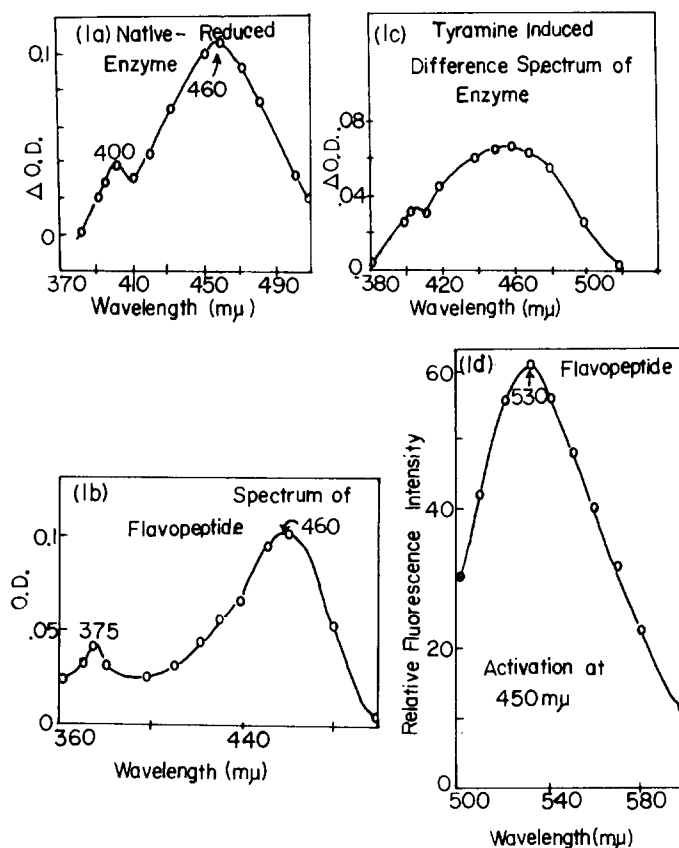 (1a) Native-Reduced
Enzyme
460
400
0.1
0
Δ O.D.
370 410 450 490
Wavelength (mμ)
(1c) Tyramine Induced
Difference Spectrum of
Enzyme
.08
.04
.0
Δ O.D.
380 420 460 500
Wavelength (mμ)
(1b) Spectrum of
Flavopeptide
460
375
0.1
.05
.0
O.D.
360 440
Wavelength (mμ)
(1d) Flavopeptide
530
Activation at
450mμ
60
40
20
0
Relative Fluorescence Intensity
500 540 580
Wavelength(mμ)